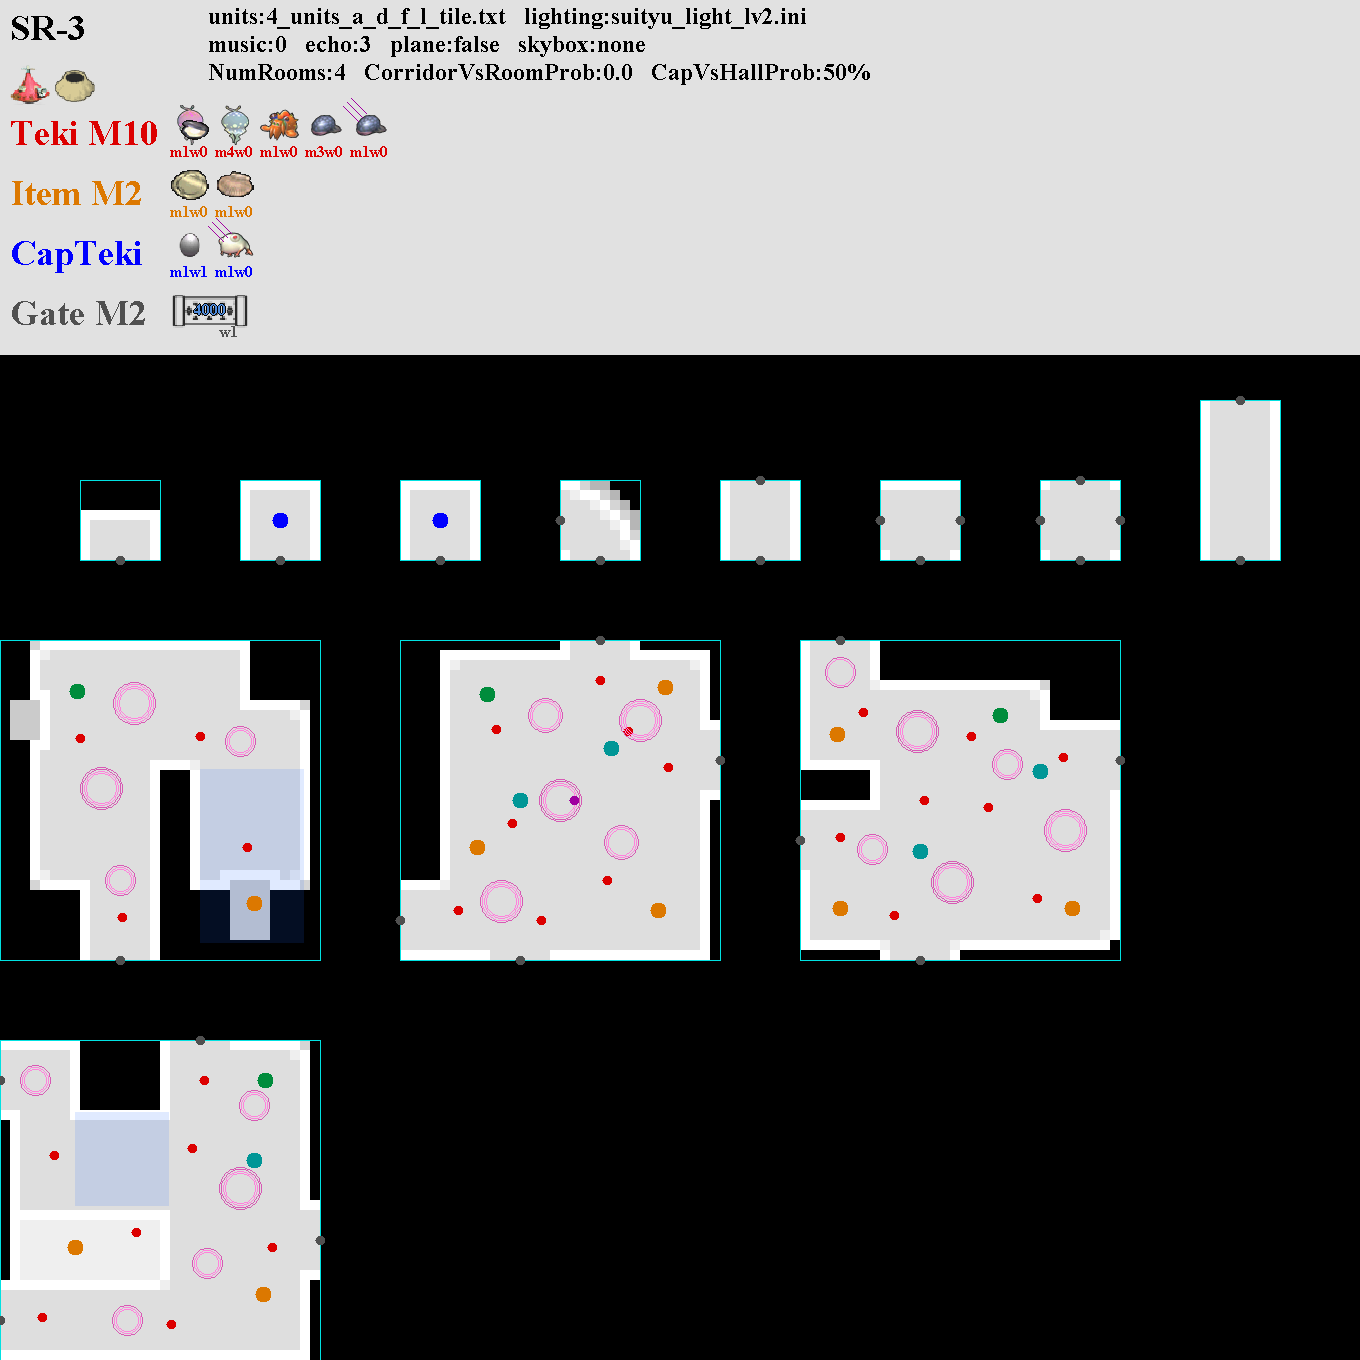 SR-3
units:4_units_a_d_f_l_tile.txt lighting:suityu_light_lv2.ini
music:0 echo:3 plane:false skybox:none
NumRooms:4 CorridorVsRoomProb:0.0 CapVsHallProb:50%
Teki M10
m1w0 m4w0 m1w0 m3w0 m1w0
Item M2
m1w0 m1w0
CapTeki
m1w1 m1w0
Gate M2
4000
w1